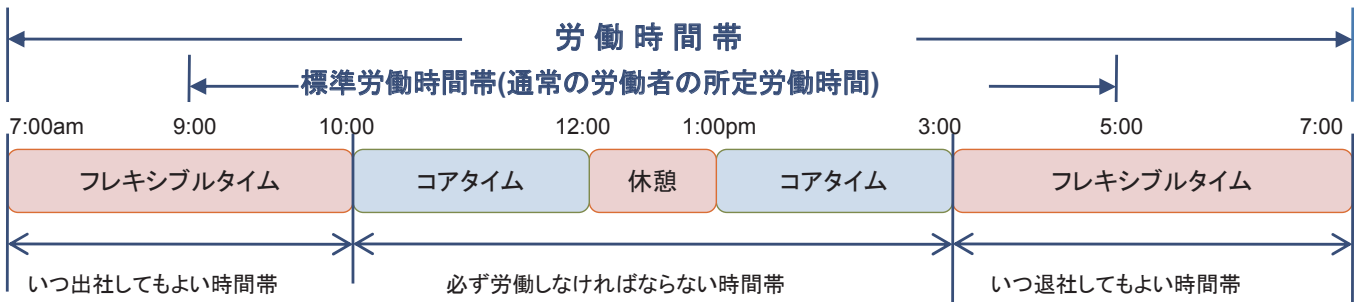 労働時間帯
標準労働時間帯(通常の労働者の所定労働時間)
7:00am 9:00 10:00 12:00 1:00pm 3:00 5:00 7:00
フレキシブルタイム コアタイム 休憩 コアタイム フレキシブルタイム
いつ出社してもよい時間帯 必ず労働しなければならない時間帯 いつ退社してもよい時間帯